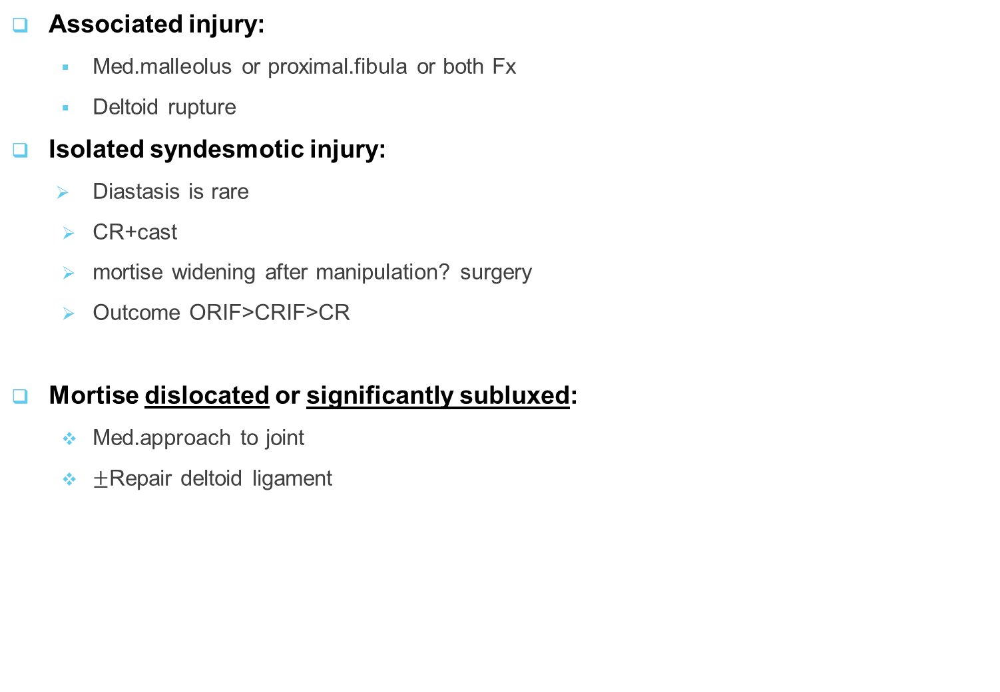 Associated injury:
Med.malleolus or proximal.fibula or both Fx
Deltoid rupture
Isolated syndesmotic injury:
Diastasis is rare
CR+cast
mortise widening after manipulation? surgery
Outcome ORIF>CRIF>CR
Mortise dislocated or significantly subluxed:
Med.approach to joint
±Repair deltoid ligament